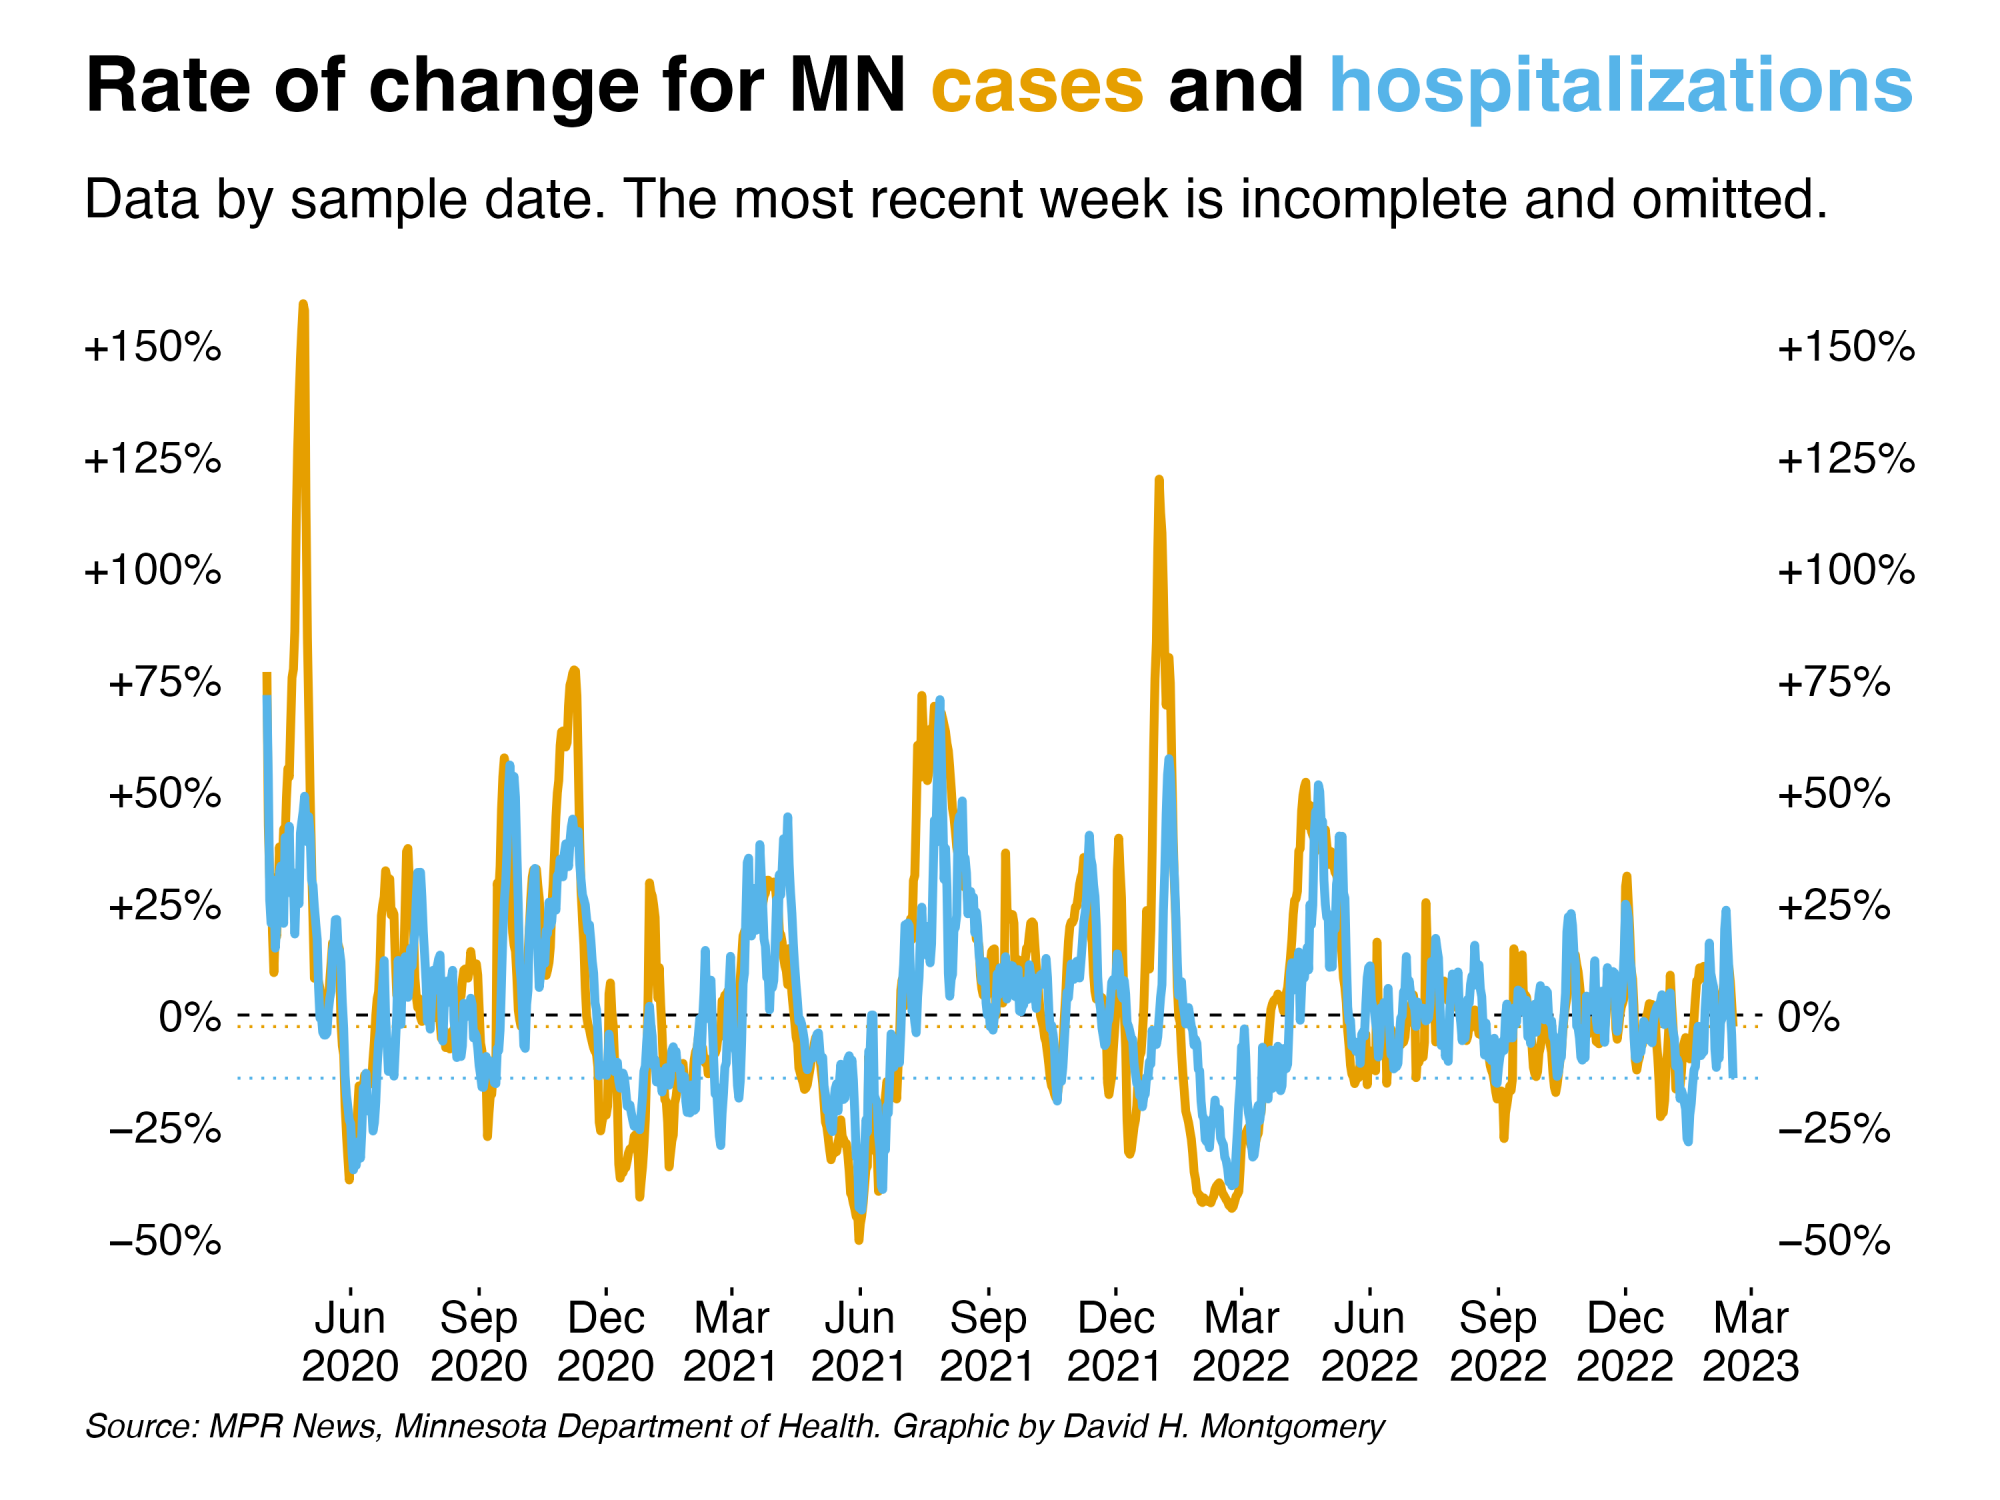 Rate of change for MN cases and hospitalizations
Data by sample date. The most recent week is incomplete and omitted.
+150% +150%
+125% +125%
+100% +100%
+75% +75%
+50% +50%
+25% +25%
0% 0%
−25% −25%
−50% −50%
Jun Sep Dec Mar Jun Sep Dec Mar Jun Sep Dec Mar
2020 2020 2020 2021 2021 2021 2021 2022 2022 2022 2022 2023
Source: MPR News, Minnesota Department of Health. Graphic by David H. Montgomery